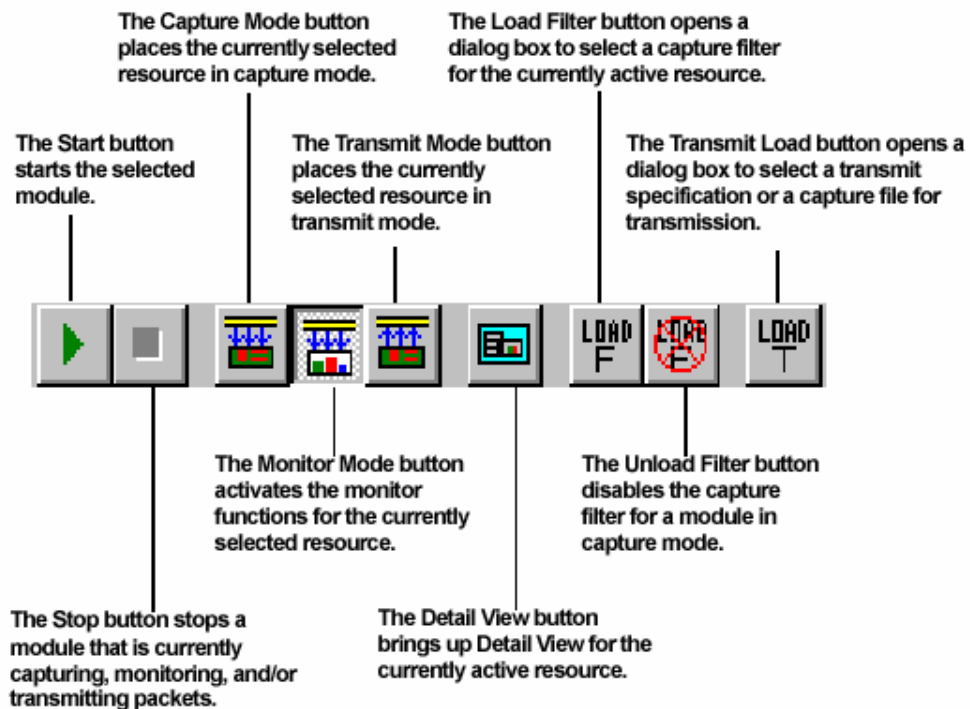 The Capture Mode button
places the currently selected
resource in capture mode.
The Load Filter button opens a
dialog box to select a capture filter
for the currently active resource.
The Start button
starts the selected
module.
The Transmit Mode button
places the currently
selected resource in
transmit mode.
The Transmit Load button opens a
dialog box to select a transmit
specification or a capture file for
transmission.
LOAD
F
LOAD
F
LOAD
T
The Monitor Mode button
activates the monitor
functions for the currently
selected resource.
The Unload Filter button
disables the capture
filter for a module in
capture mode.
The Stop button stops a
module that is currently
capturing, monitoring, and/or
transmitting packets.
The Detail View button
brings up Detail View for the
currently active resource.